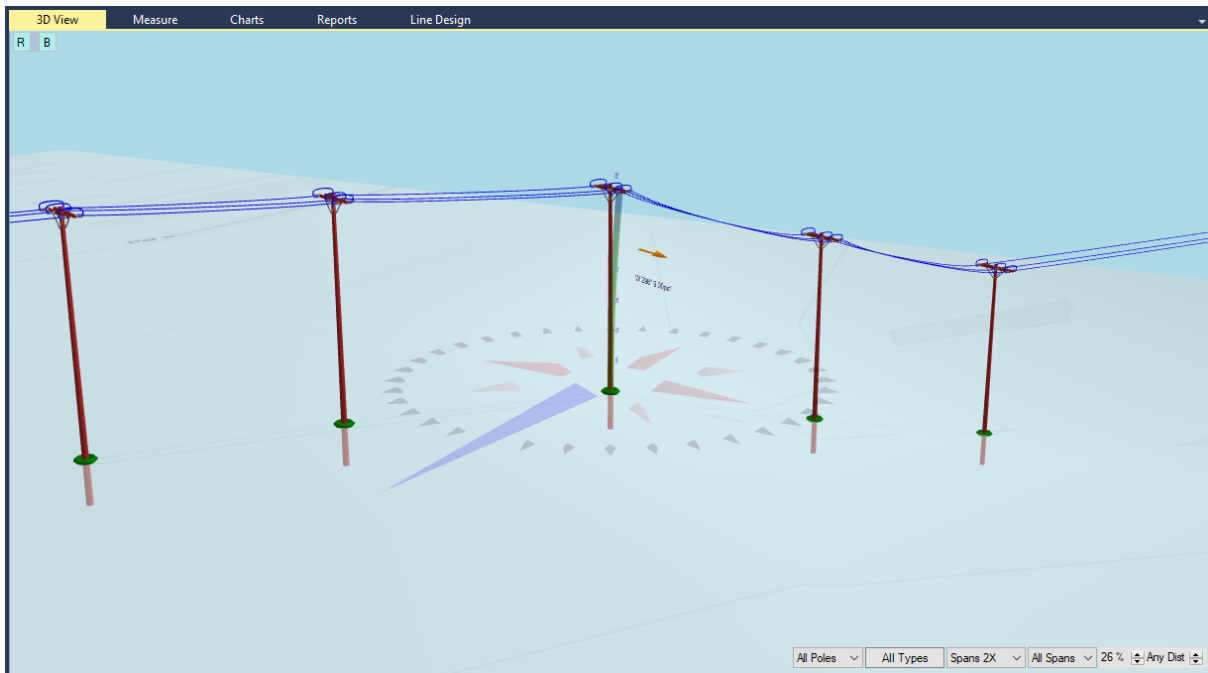 3D View
Measure
Charts
Reports
Line Design
R
B
All Poles
All Types
Spans 2X
All Spans
26 %
Any Dist